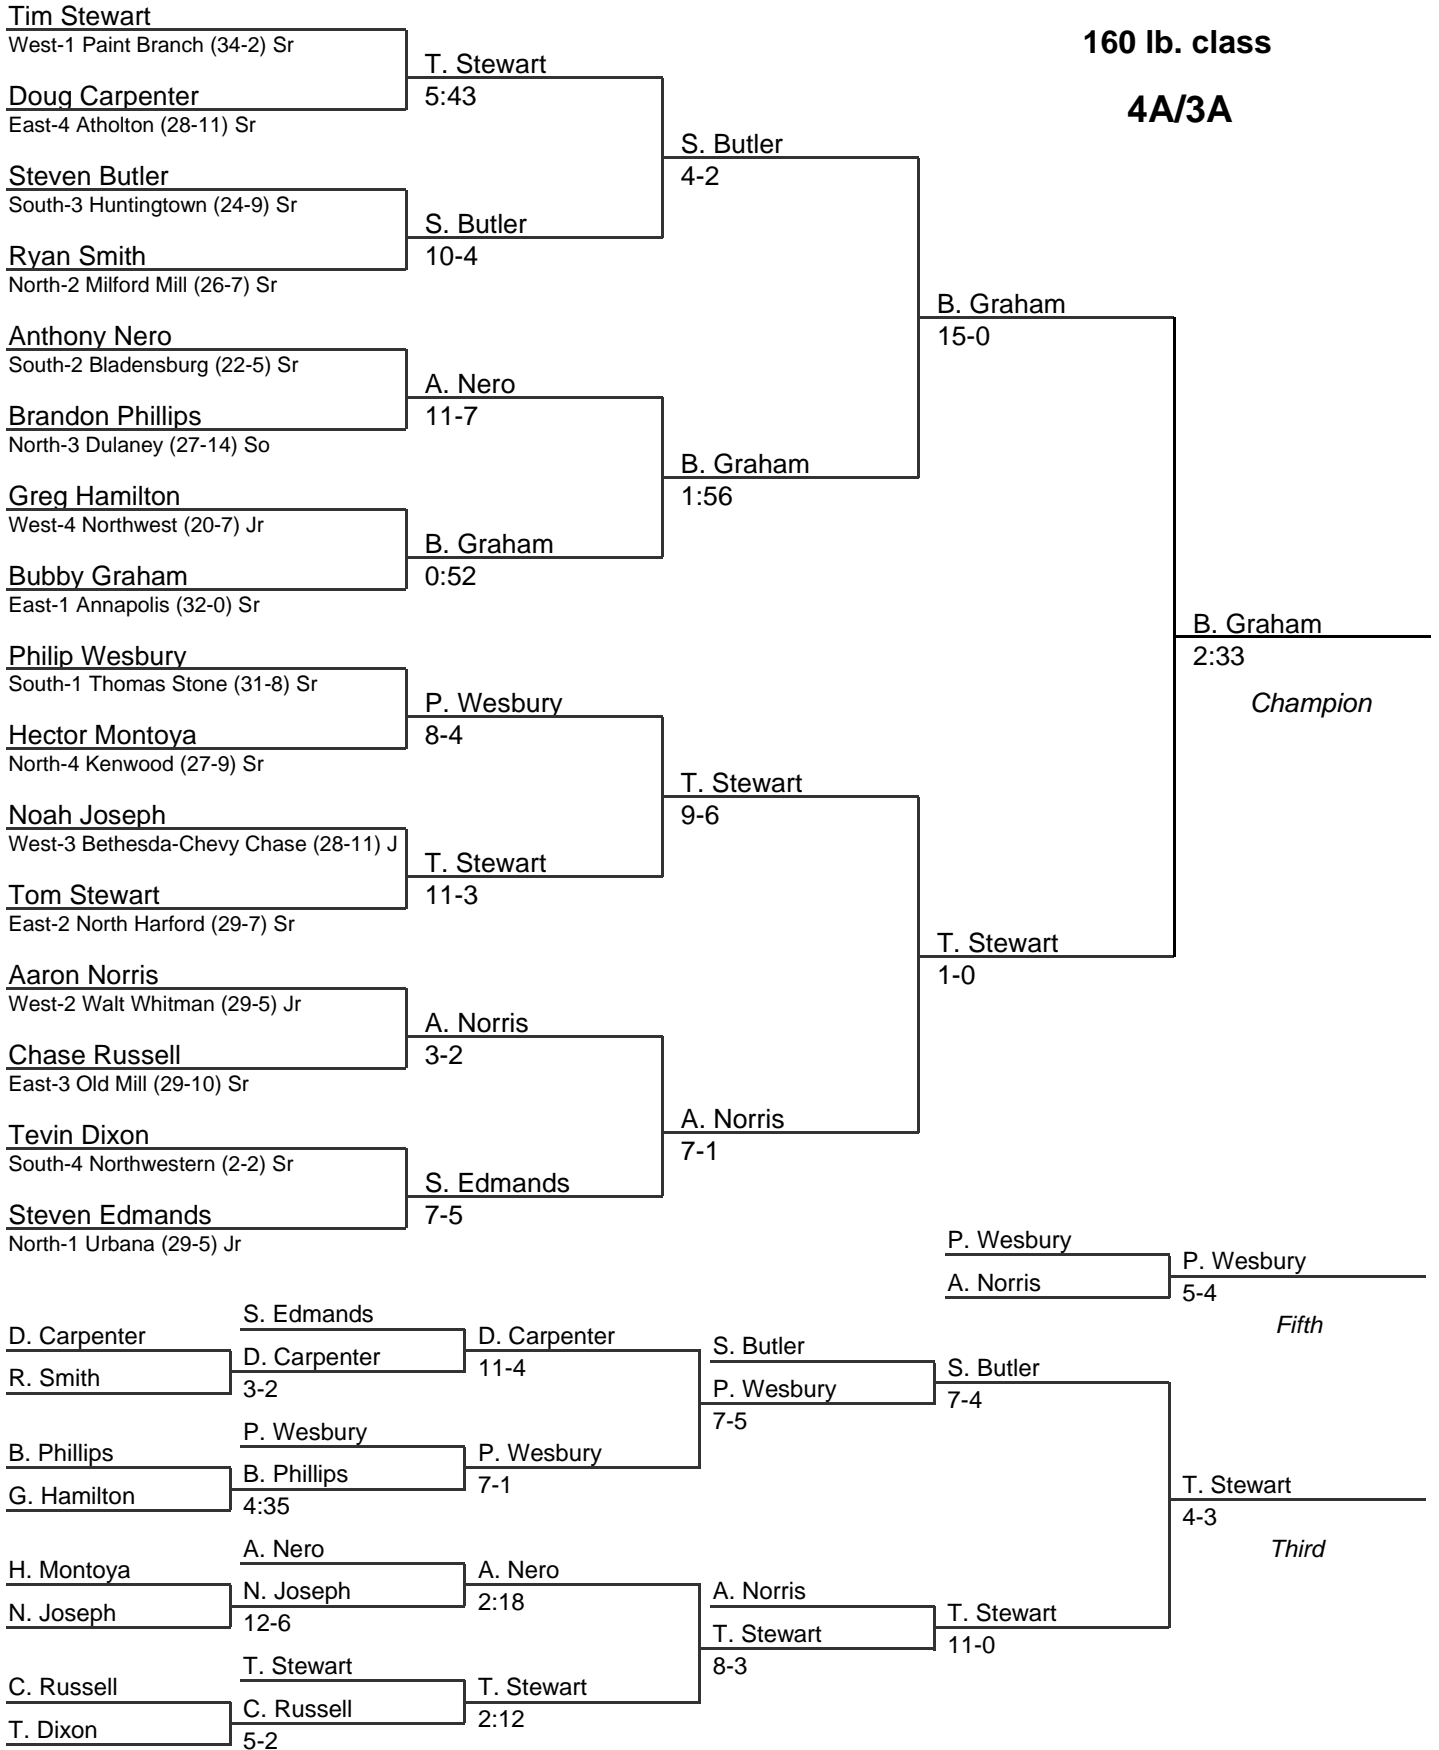 Tim Stewart
West-1 Paint Branch (34-2) Sr
Doug Carpenter
East-4 Atholton (28-11) Sr
Steven Butler
South-3 Huntingtown (24-9) Sr
Ryan Smith
North-2 Milford Mill (26-7) Sr
Anthony Nero
South-2 Bladensburg (22-5) Sr
Brandon Phillips
North-3 Dulaney (27-14) So
Greg Hamilton
West-4 Northwest (20-7) Jr
Bubby Graham
East-1 Annapolis (32-0) Sr
Philip Wesbury
South-1 Thomas Stone (31-8) Sr
Hector Montoya
North-4 Kenwood (27-9) Sr
Noah Joseph
West-3 Bethesda-Chevy Chase (28-11) J
Tom Stewart
East-2 North Harford (29-7) Sr
Aaron Norris
West-2 Walt Whitman (29-5) Jr
Chase Russell
East-3 Old Mill (29-10) Sr
Tevin Dixon
South-4 Northwestern (2-2) Sr
Steven Edmands
North-1 Urbana (29-5) Jr
T. Stewart
5:43
S. Butler
10-4
A. Nero
11-7
B. Graham
0:52
P. Wesbury
8-4
T. Stewart
11-3
A. Norris
3-2
S. Edmands
7-5
S. Butler
4-2
B. Graham
1:56
T. Stewart
9-6
A. Norris
7-1
B. Graham
15-0
T. Stewart
1-0
160 lb. class
4A/3A
B. Graham
2:33
Champion
P. Wesbury
A. Norris
P. Wesbury
5-4
Fifth
D. Carpenter
R. Smith
B. Phillips
G. Hamilton
H. Montoya
N. Joseph
C. Russell
T. Dixon
S. Edmands
D. Carpenter
3-2
P. Wesbury
B. Phillips
4:35
A. Nero
N. Joseph
12-6
T. Stewart
C. Russell
5-2
D. Carpenter
11-4
P. Wesbury
7-1
A. Nero
2:18
T. Stewart
2:12
S. Butler
P. Wesbury
7-5
A. Norris
T. Stewart
8-3
S. Butler
7-4
T. Stewart
11-0
T. Stewart
4-3
Third